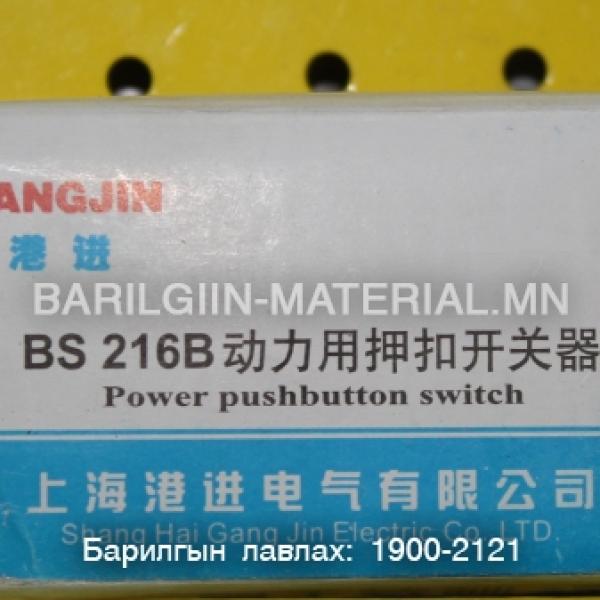 ANGJIN
港进
BARILGIIN-MATERIAL.MN
BS 216B动力用押扣开关器
Power pushbutton switch
上海港进电气有限公司
Shang Hai Gang Jin Electric Co.,LTD.
Барилгын лавлах: 1900-2121